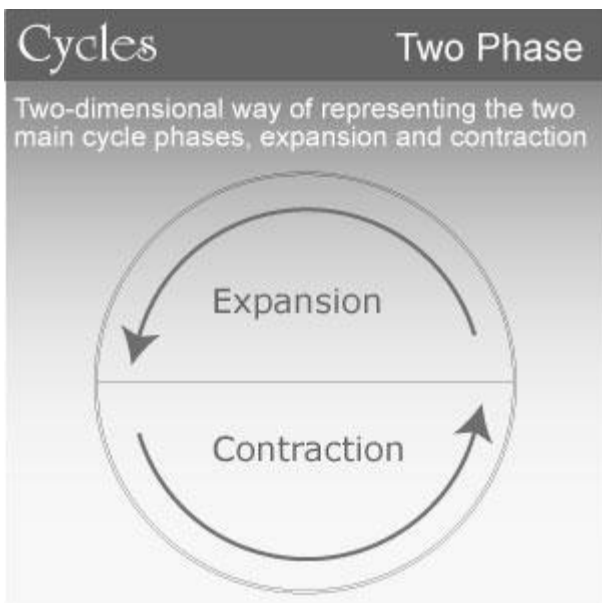 Cycles Two Phase
Two-dimensional way of representing the two
main cycle phases, expansion and contraction
Expansion
Contraction